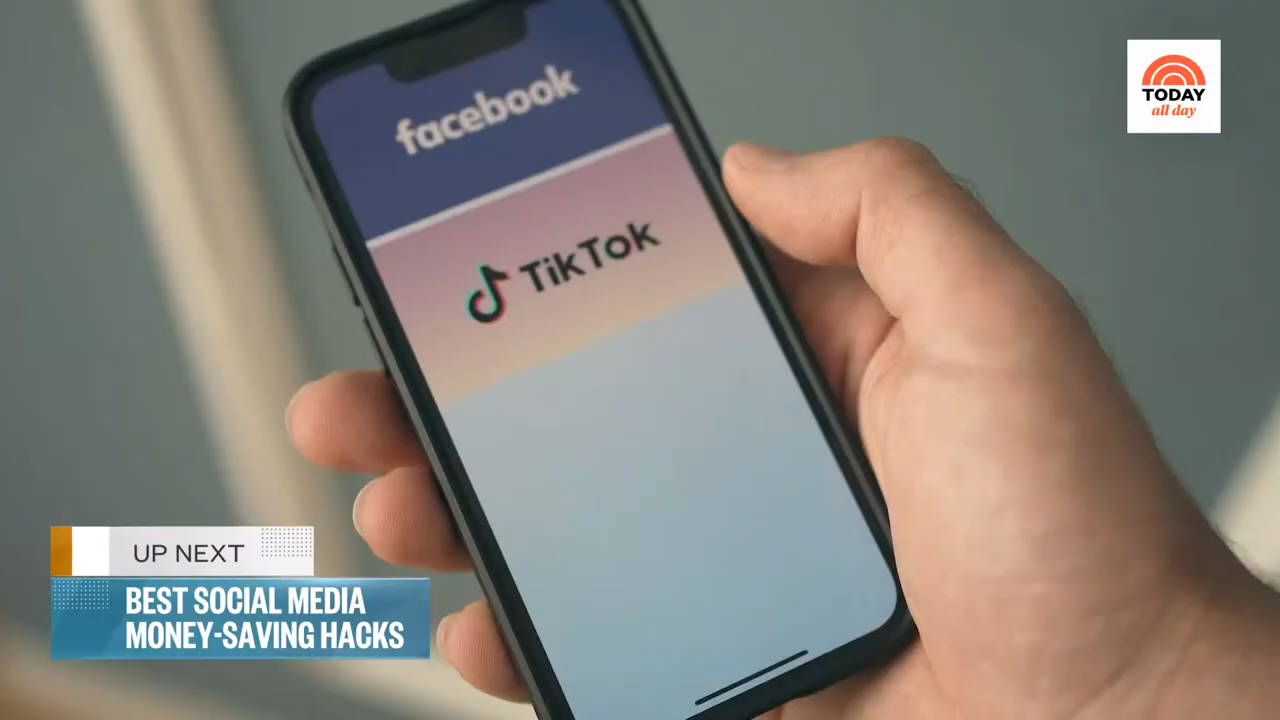 facebook
TikTok
TODAY
all day
UP NEXT
BEST SOCIAL MEDIA
MONEY-SAVING HACKS